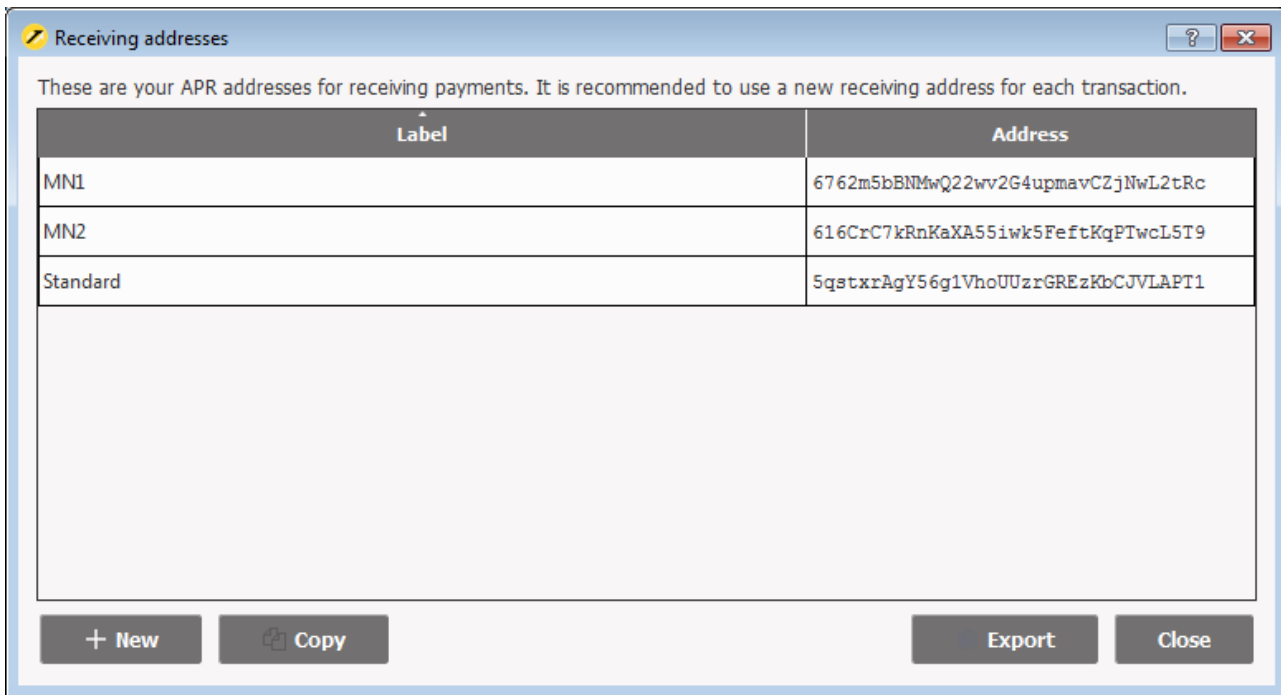 Receiving addresses
These are your APR addresses for receiving payments. It is recommended to use a new receiving address for each transaction.
Label Address
MN1 6762m5bBNMwQ22wv2G4upmavCZjNwL2tRc
MN2 616CrC7kRnKaXA55iwk5FeftKqPTwcL5T9
Standard 5qstxrAgY56g1VhoUUzrGREzKbCJVLAPT1
New Copy Export Close